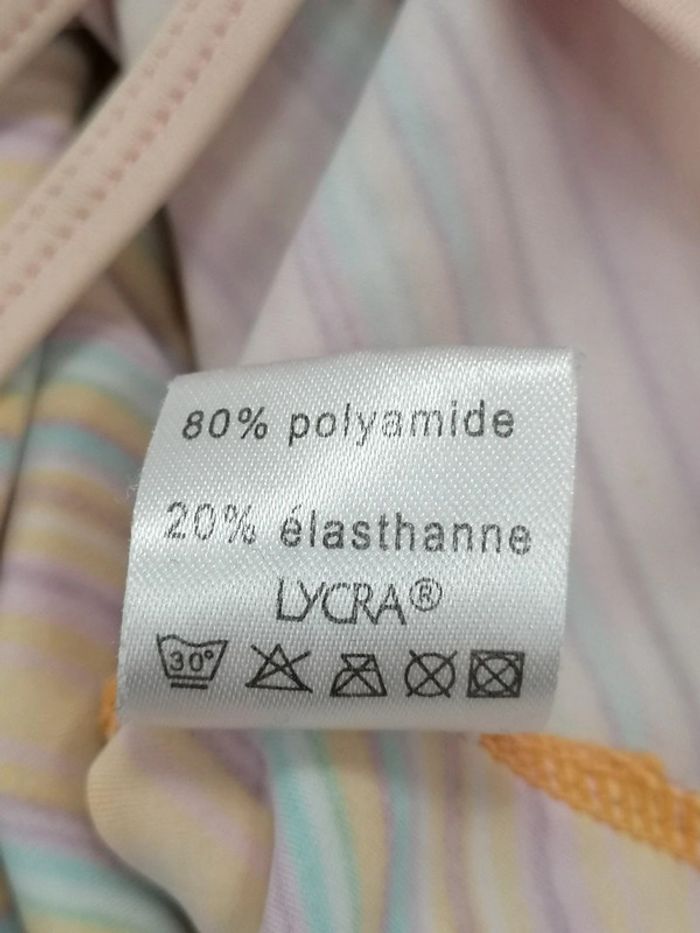 80% polyamide
20% élasthanne
LYCRA®
30°